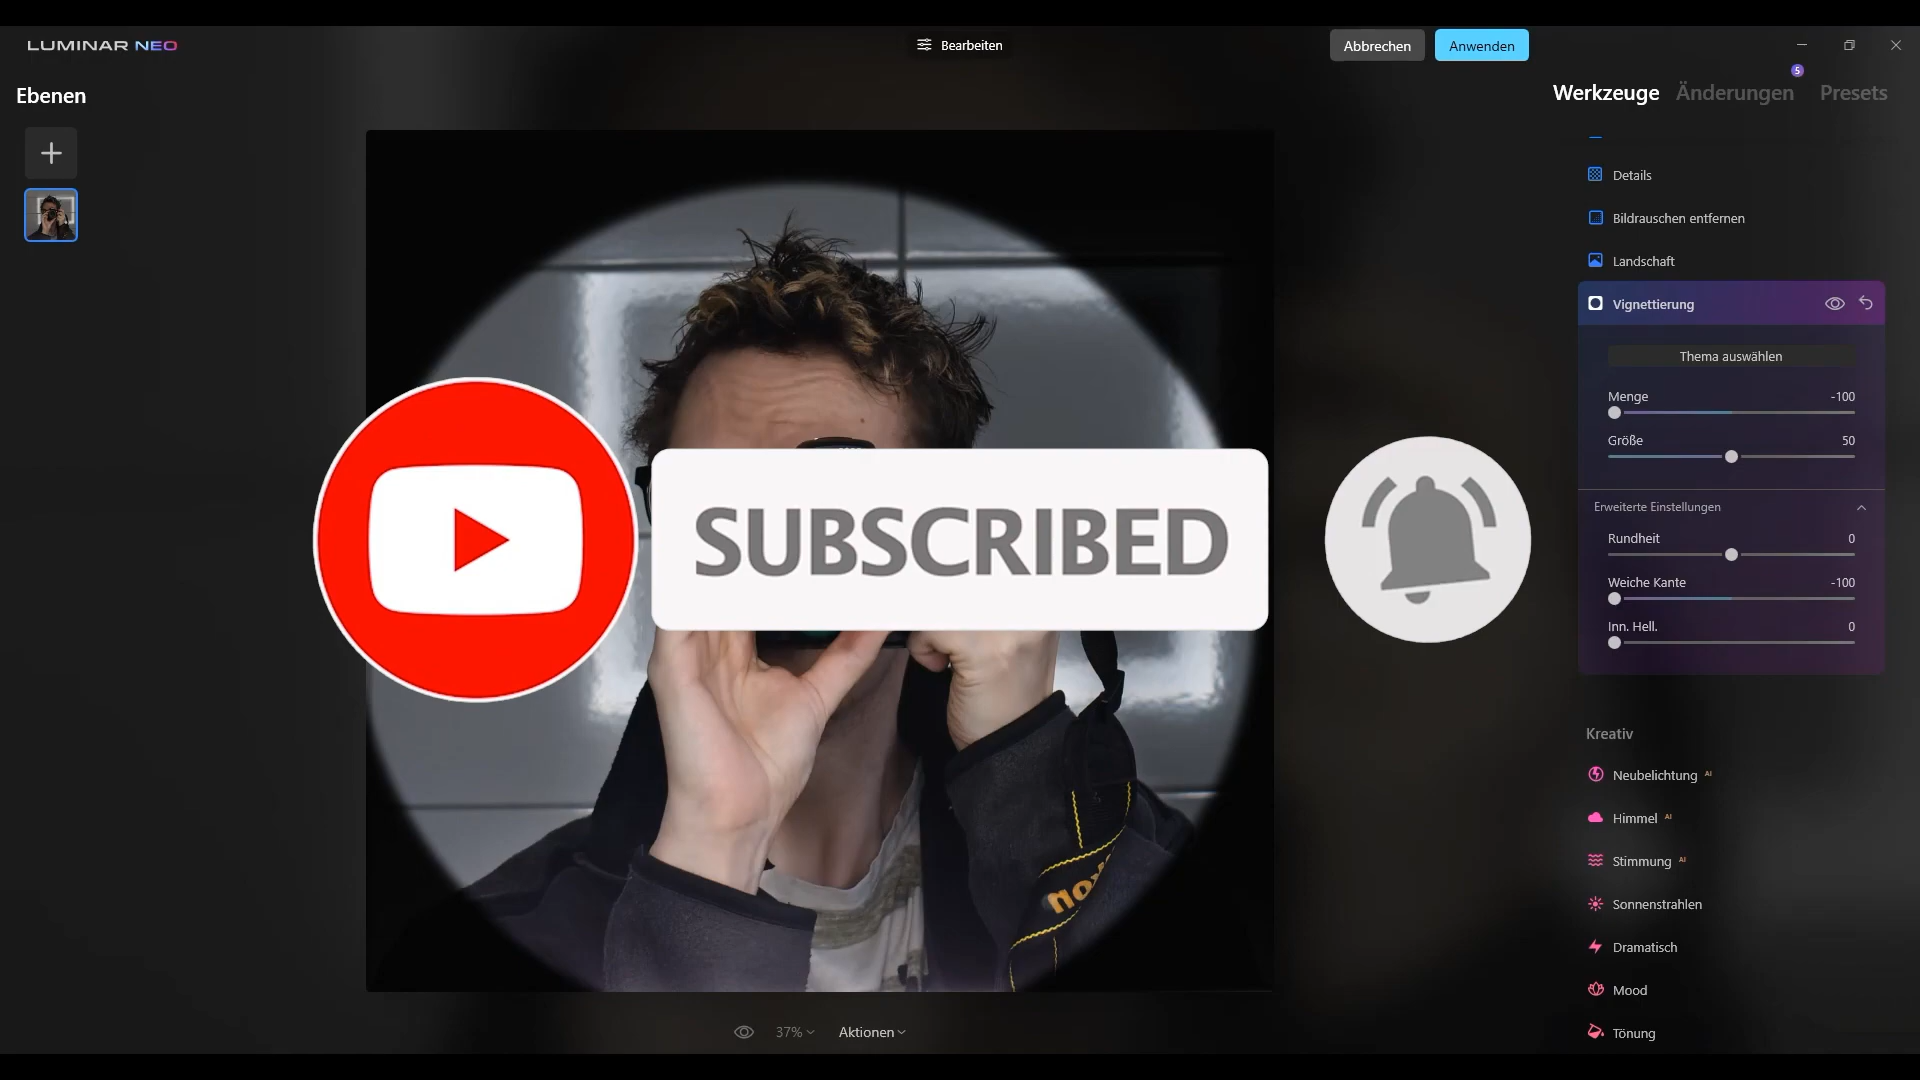 LUMINAR NEO
Bearbeiten
Abbrechen
Anwenden
Ebenen
5
Werkzeuge
Änderungen
Presets
Details
Bildrauschen entfernen
Landschaft
Vignettierung
Thema auswählen
Menge -100
Größe 50
Erweiterte Einstellungen
Rundheit 0
Weiche Kante -100
Inn. Hell. 0
SUBSCRIBED
Kreativ
Neubelichtung AI
Himmel AI
Stimmung AI
Sonnenstrahlen
Dramatisch
Mood
Tönung
37%
Aktionen